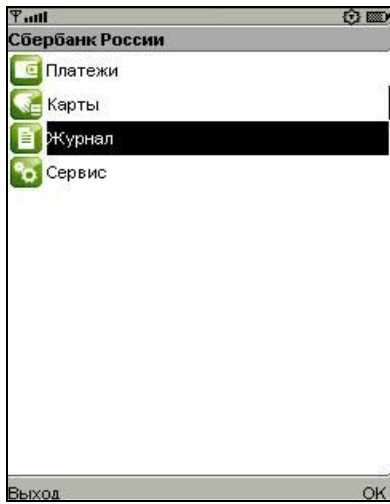 Сбербанк России
Платежи
Карты
Журнал
Сервис
Выход OK